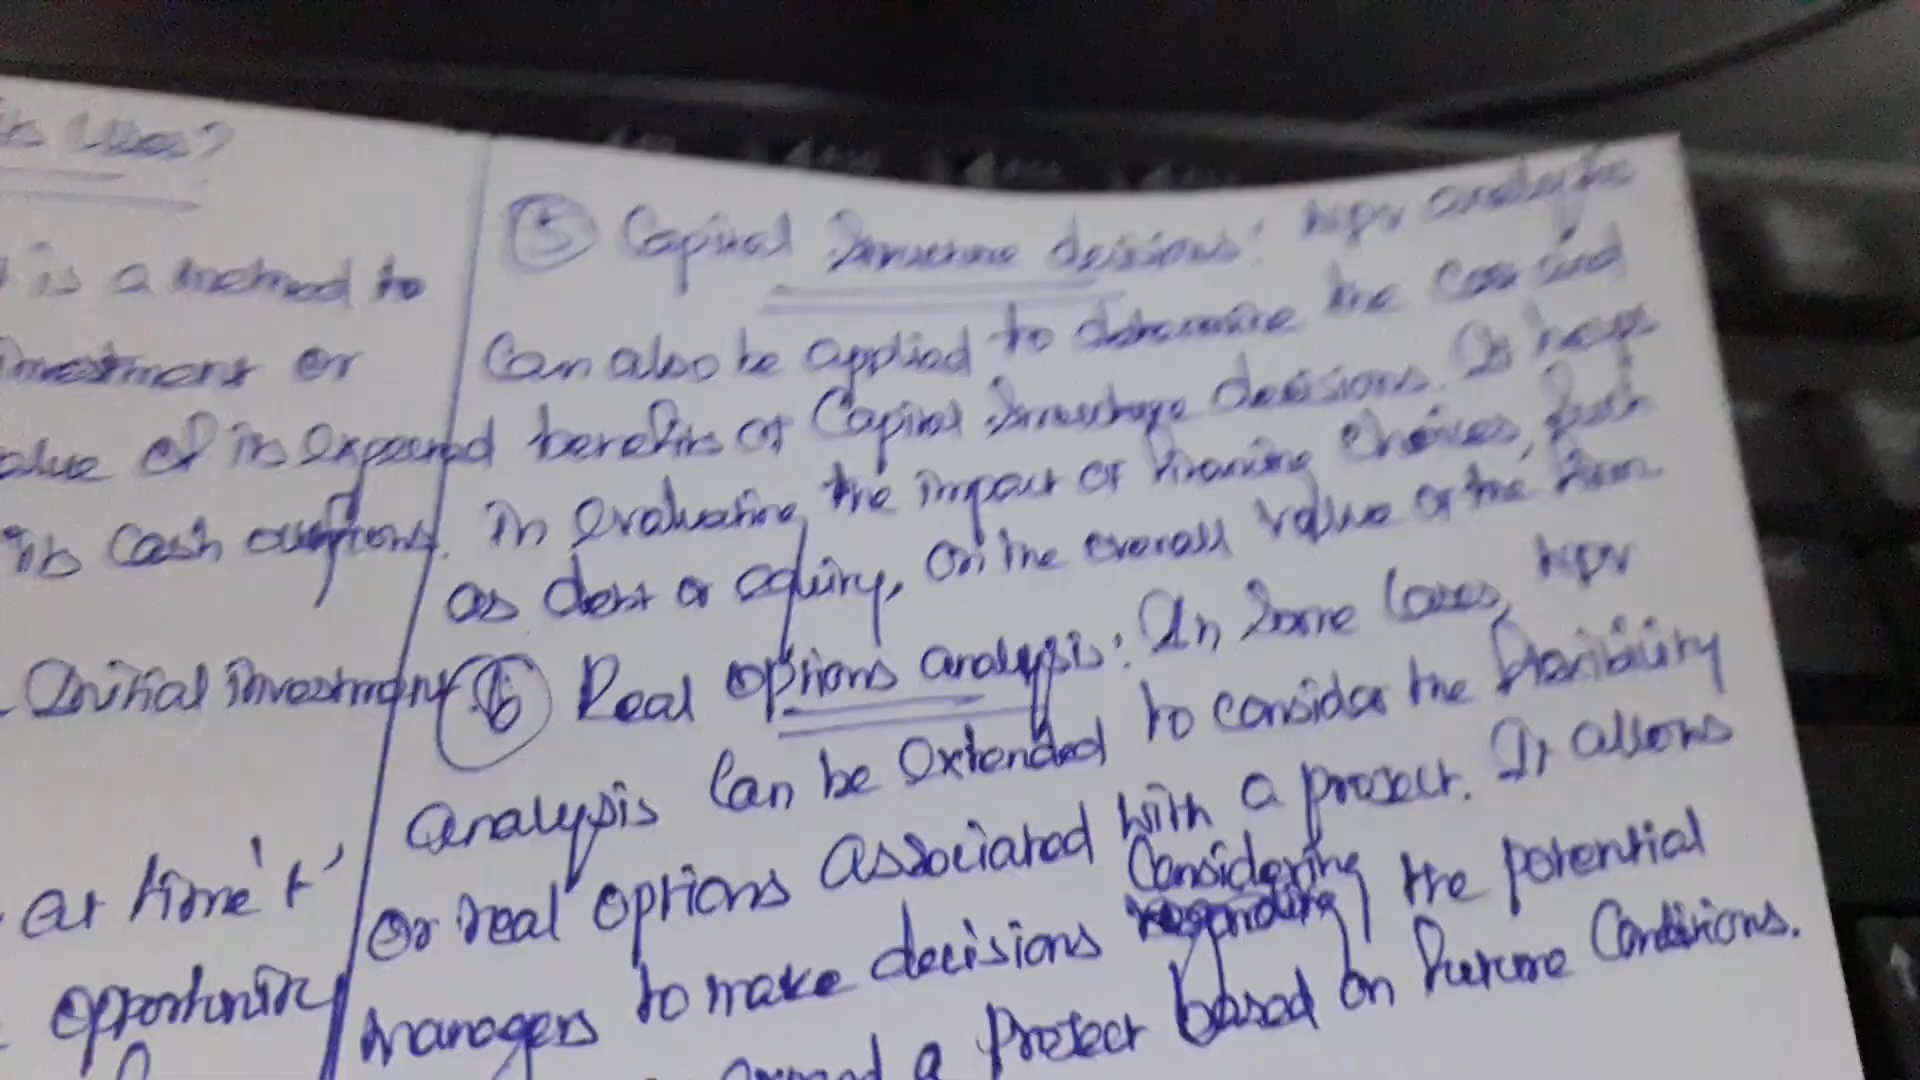 Uses?
is a method to
investment or
value of its expected
its cash outflows.
Initial investment
at time 't'
opportunity
⑤ Capital Structure decisions: NPV analysis
can also be applied to determine the cost and
benefits of Capital Structure decisions. It helps
in evaluating the impact of financing choices, such
as debt or equity, on the overall value of the firm.
⑥ Real options analysis: In some cases, NPV
analysis can be extended to consider the flexibility
or real options associated with a project. It allows
managers to make decisions considering the potential
a project based on future conditions.